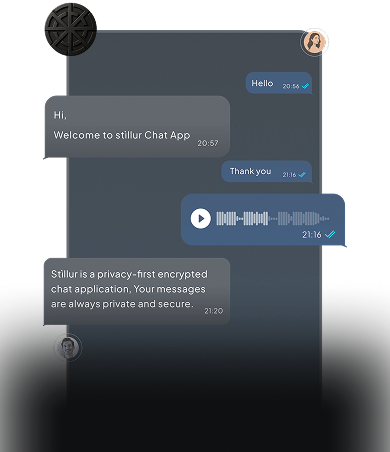 Hello
20:56
Hi,
Welcome to stillur Chat App
20:57
Thank you
21:16
21:16
Stillur is a privacy-first encrypted
chat application, Your messages
are always private and secure.
21:20